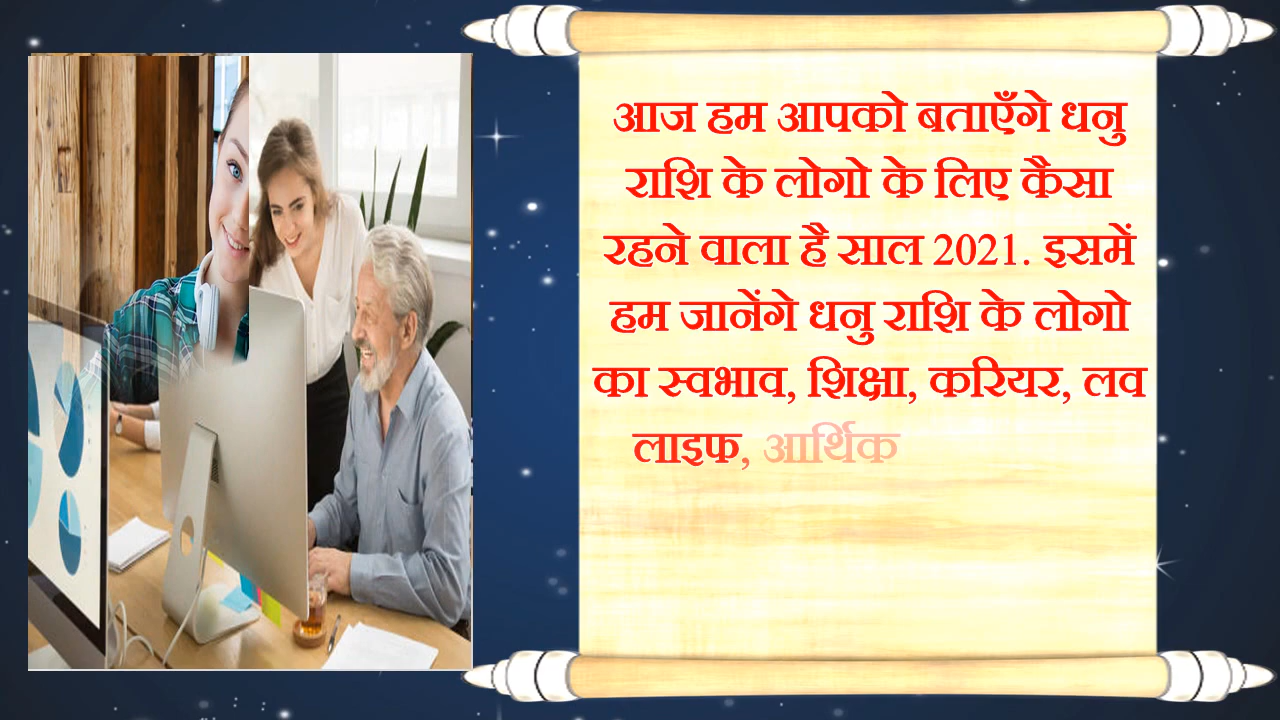 आज हम आपको बताएँगे धनु
राशि के लोगो के लिए कैसा
रहने वाला है साल 2021. इसमें
हम जानेंगे धनु राशि के लोगो
का स्वभाव, शिक्षा, करियर, लव
लाइफ, आर्थिक